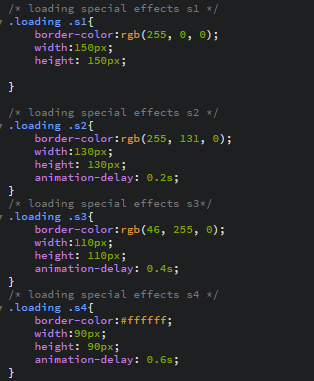 /* loading special effects s1 */
.loading .s1{
border-color:rgb(255, 0, 0);
width:150px;
height: 150px;
}
/* loading special effects s2 */
.loading .s2{
border-color:rgb(255, 131, 0);
width:130px;
height: 130px;
animation-delay: 0.2s;
}
/* loading special effects s3*/
.loading .s3{
border-color:rgb(46, 255, 0);
width:110px;
height: 110px;
animation-delay: 0.4s;
}
/* loading special effects s4 */
.loading .s4{
border-color:#ffffff;
width:90px;
height: 90px;
animation-delay: 0.6s;
}